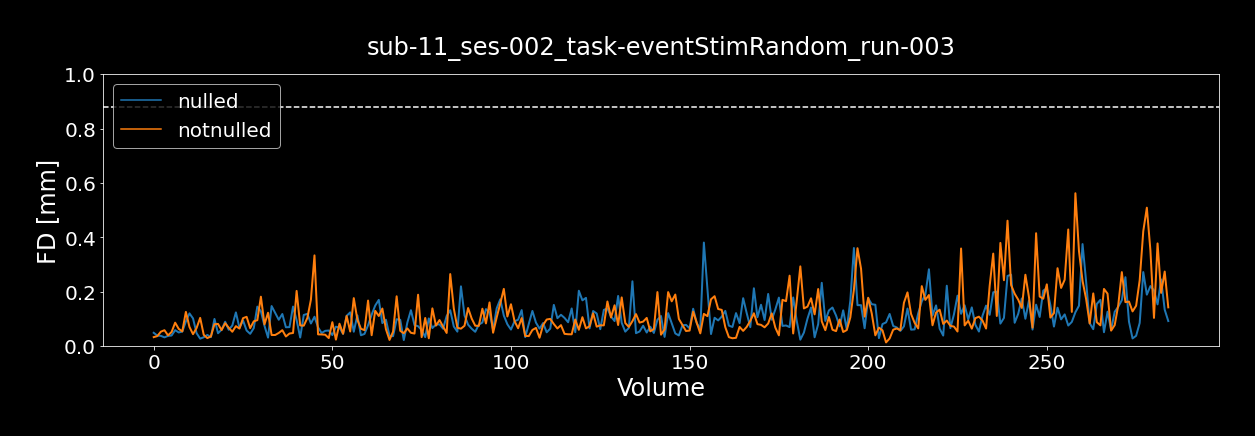 sub-11_ses-002_task-eventStimRandom_run-003
1.0
nulled
notnulled
0.8
0.6
0.4
0.2
0.0
FD [mm]
0 50 100 150 200 250
Volume